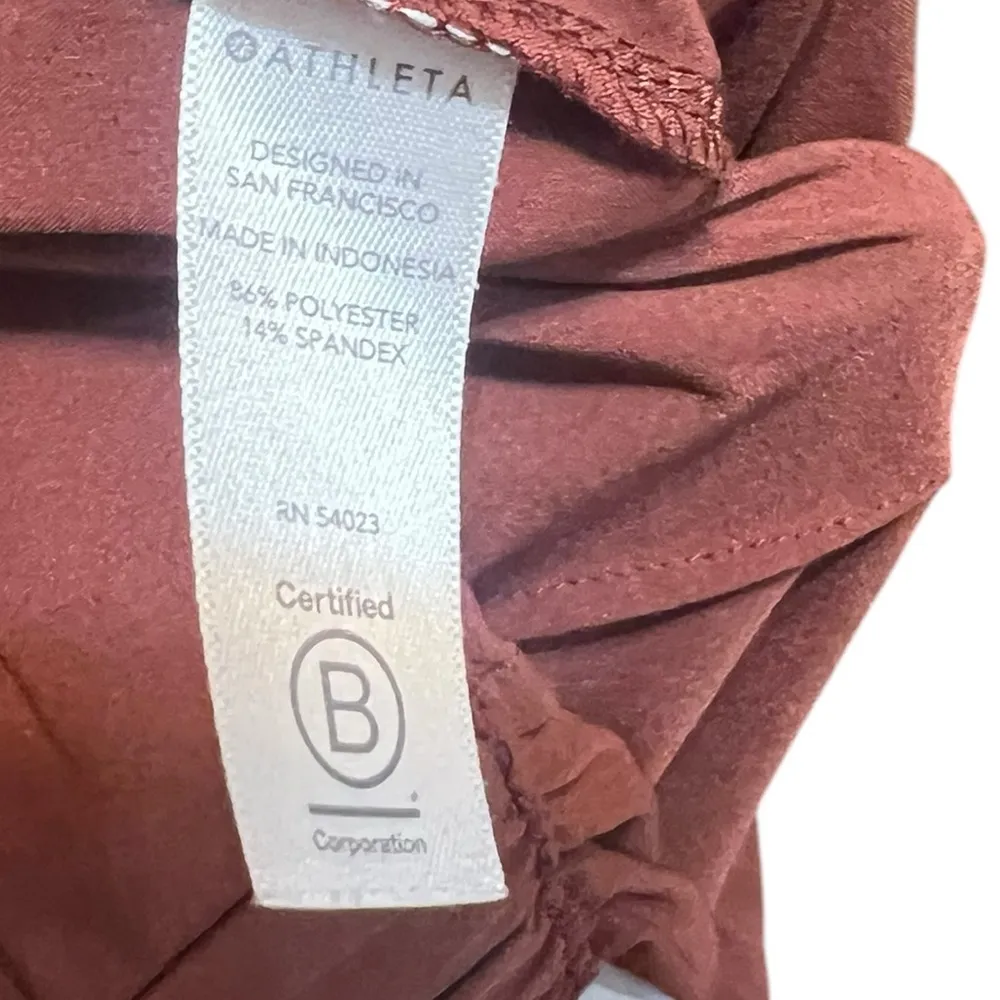 ATHLETA
DESIGNED IN
SAN FRANCISCO
MADE IN INDONESIA
86% POLYESTER
14% SPANDEX
RN 54023
Certified
B
Corporation